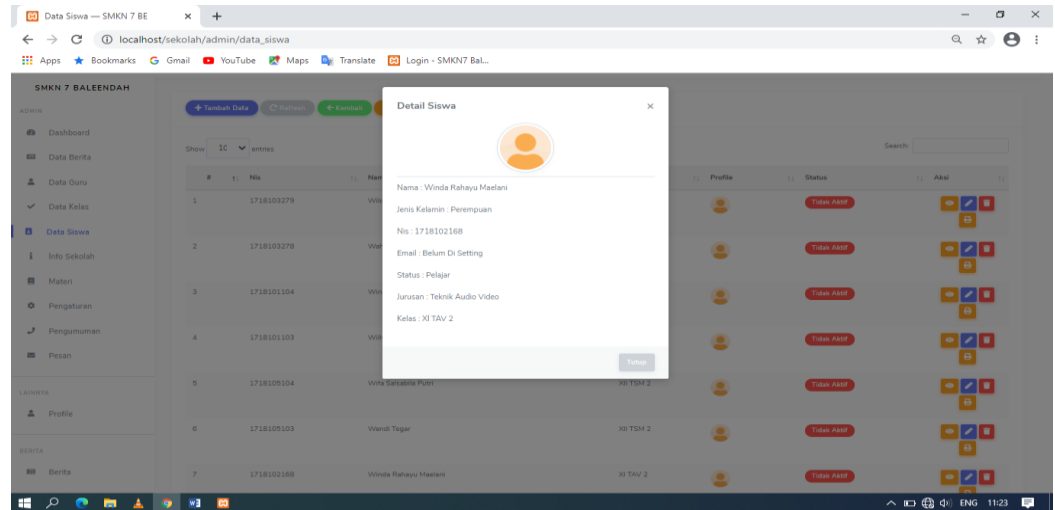 Data Siswa — SMKN 7 BE
localhost/sekolah/admin/data_siswa
Apps Bookmarks Gmail YouTube Maps Translate Login - SMKN7 Bal...
SMKN 7 BALEENDAH
ADMIN
Dashboard
Data Berita
Data Guru
Data Kelas
Data Siswa
Info Sekolah
Materi
Pengaturan
Pengumuman
Pesan
LAINNYA
Profile
BERITA
Berita
+ Tambah Data Refresh Kembali
Show 10 entries Search:
# Nis Nam Profile Status Aksi
1 1718103279 Tidak Aktif
2 1718103278 Tidak Aktif
3 1718101104 Tidak Aktif
4 1718101103 Tidak Aktif
5 1718105104 Wita Salsabila Putri XII TSM 2 Tidak Aktif
6 1718105103 Wendi Tegar XII TSM 2 Tidak Aktif
7 1718102168 Winda Rahayu Maelani XI TAV 2 Tidak Aktif
Detail Siswa ×
Nama : Winda Rahayu Maelani
Jenis Kelamin : Perempuan
Nis : 1718102168
Email : Belum Di Setting
Status : Pelajar
Jurusan : Teknik Audio Video
Kelas : XI TAV 2
Tutup
ENG 11:23